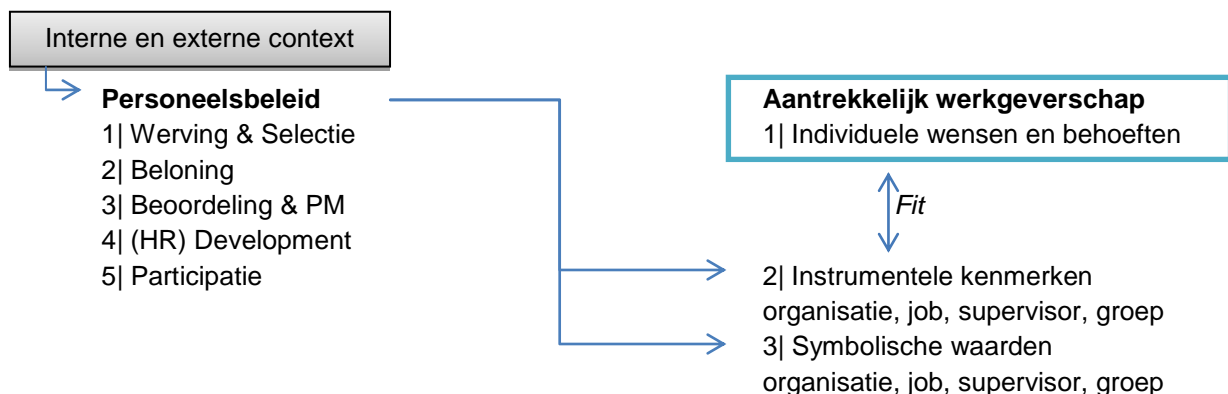 Interne en externe context
Personeelsbeleid
1| Werving & Selectie
2| Beloning
3| Beoordeling & PM
4| (HR) Development
5| Participatie
Aantrekkelijk werkgeverschap
1| Individuele wensen en behoeften
Fit
2| Instrumentele kenmerken
organisatie, job, supervisor, groep
3| Symbolische waarden
organisatie, job, supervisor, groep